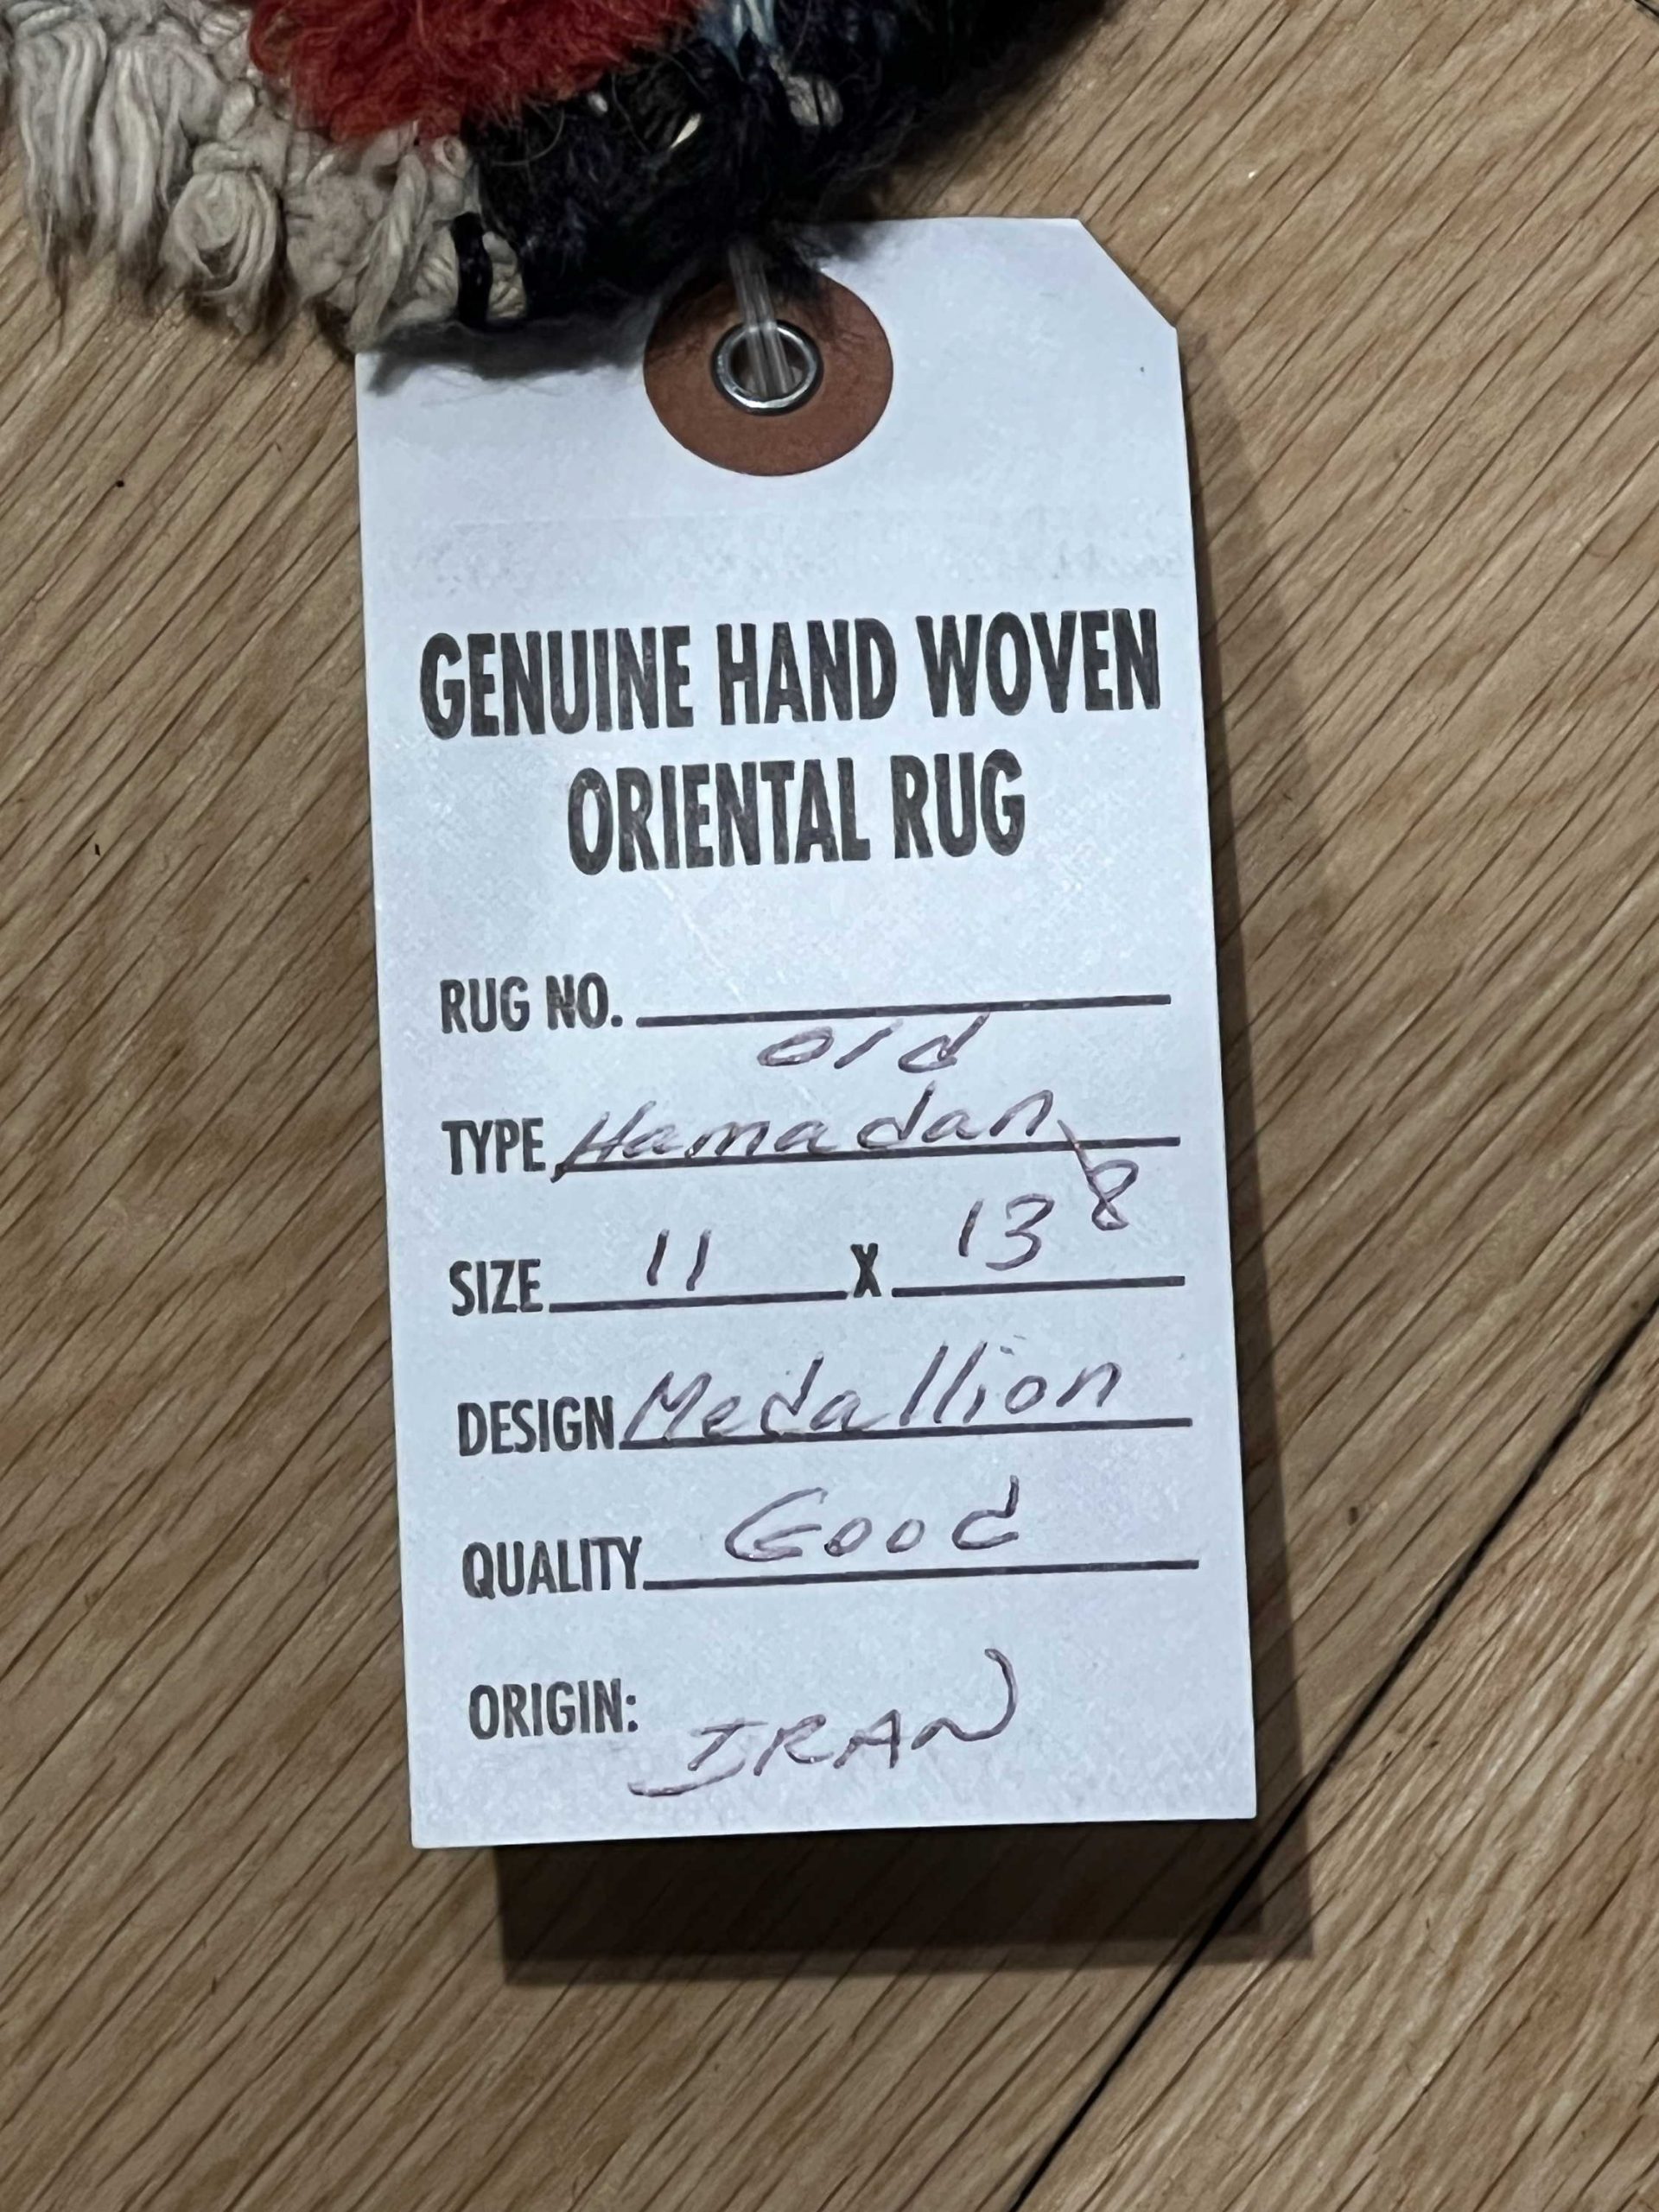 GENUINE HAND WOVEN
ORIENTAL RUG
RUG NO.
old
TYPE Hamadan
SIZE 11 X 13 8
DESIGN Medallion
QUALITY Good
ORIGIN: IRAN